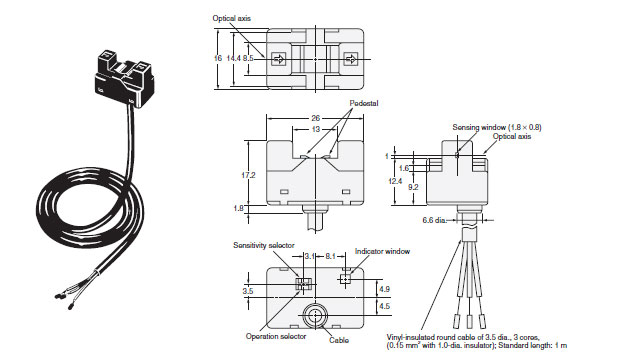 Optical axis
16 14.4 8.5
Pedestal
26
13
Sensing window (1.8 × 0.8)
Optical axis
1
1.6
17.2
12.4
9.2
1.8
6.6 dia.
Sensitivity selector
3.1 8.1
Indicator window
3.5
4.9
4.5
Operation selector
Cable
Vinyl-insulated round cable of 3.5 dia., 3 cores,
(0.15 mm² with 1.0-dia. insulator); Standard length: 1 m